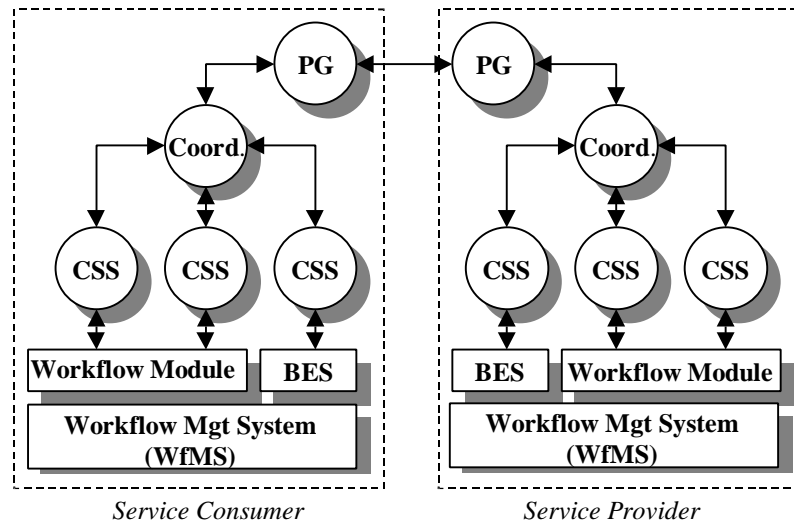 PG PG
Coord. Coord.
CSS CSS CSS CSS CSS CSS
Workflow Module BES BES Workflow Module
Workflow Mgt System Workflow Mgt System
(WfMS) (WfMS)
Service Consumer Service Provider